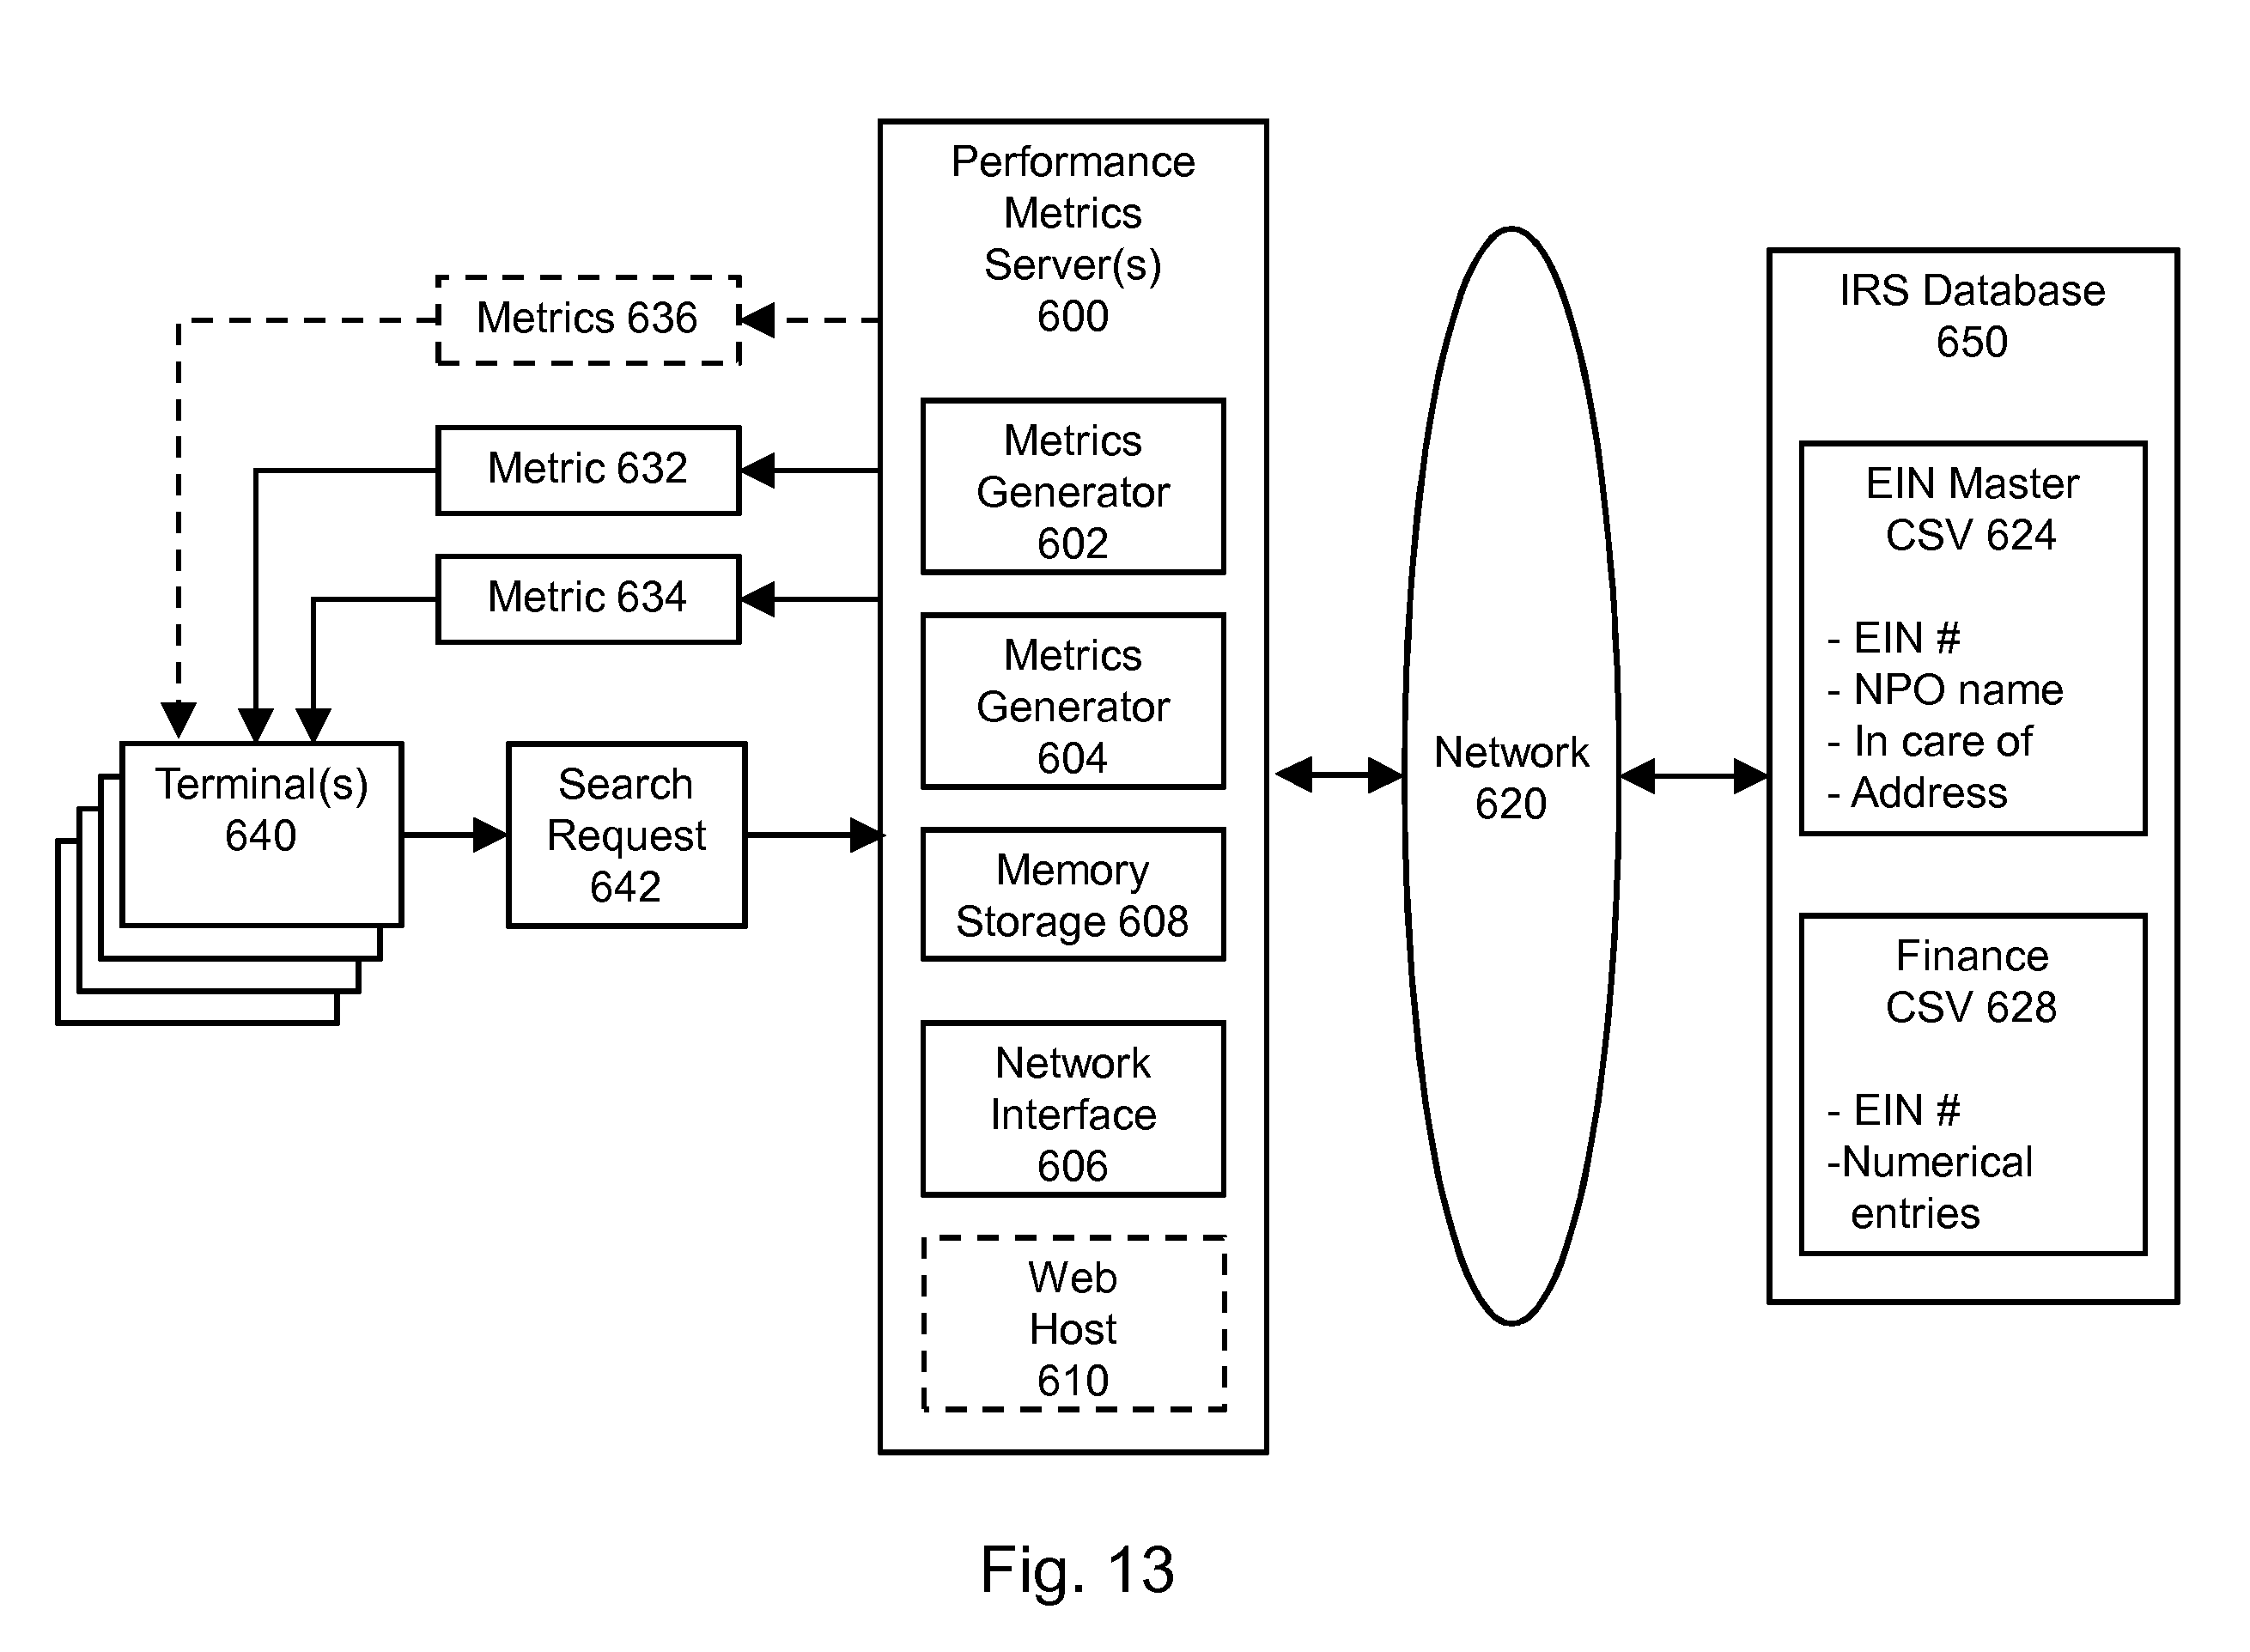 Performance
Metrics
Server(s)
600
Metrics 636
Metric 632
Metric 634
Terminal(s)
640
Search
Request
642
Metrics
Generator
602
Metrics
Generator
604
Memory
Storage 608
Network
Interface
606
Web
Host
610
Network
620
IRS Database
650
EIN Master
CSV 624
- EIN #
- NPO name
- In care of
- Address
Finance
CSV 628
- EIN #
-Numerical
entries
Fig. 13